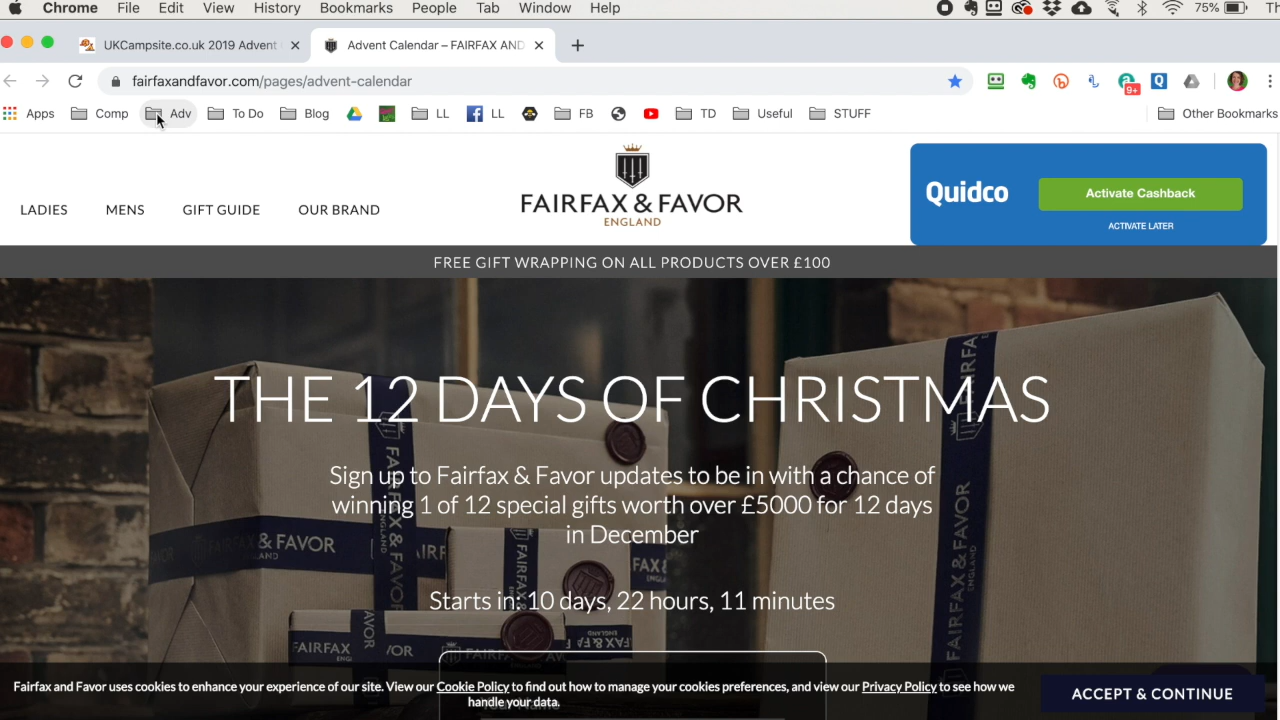 Chrome File Edit View History Bookmarks People Tab Window Help 75% Th
UKCampsite.co.uk 2019 Advent Advent Calendar – FAIRFAX AND
fairfaxandfavor.com/pages/advent-calendar 9+
Apps Comp Adv To Do Blog LL LL FB TD Useful STUFF Other Bookmarks
LADIES MENS GIFT GUIDE OUR BRAND
FAIRFAX & FAVOR
ENGLAND
Quidco
Activate Cashback
ACTIVATE LATER
FREE GIFT WRAPPING ON ALL PRODUCTS OVER £100
THE 12 DAYS OF CHRISTMAS
Sign up to Fairfax & Favor updates to be in with a chance of
winning 1 of 12 special gifts worth over £5000 for 12 days
in December
Starts in: 10 days, 22 hours, 11 minutes
Fairfax and Favor uses cookies to enhance your experience of our site. View our Cookie Policy to find out how to manage your cookies preferences, and view our Privacy Policy to see how we
handle your data.
ACCEPT & CONTINUE